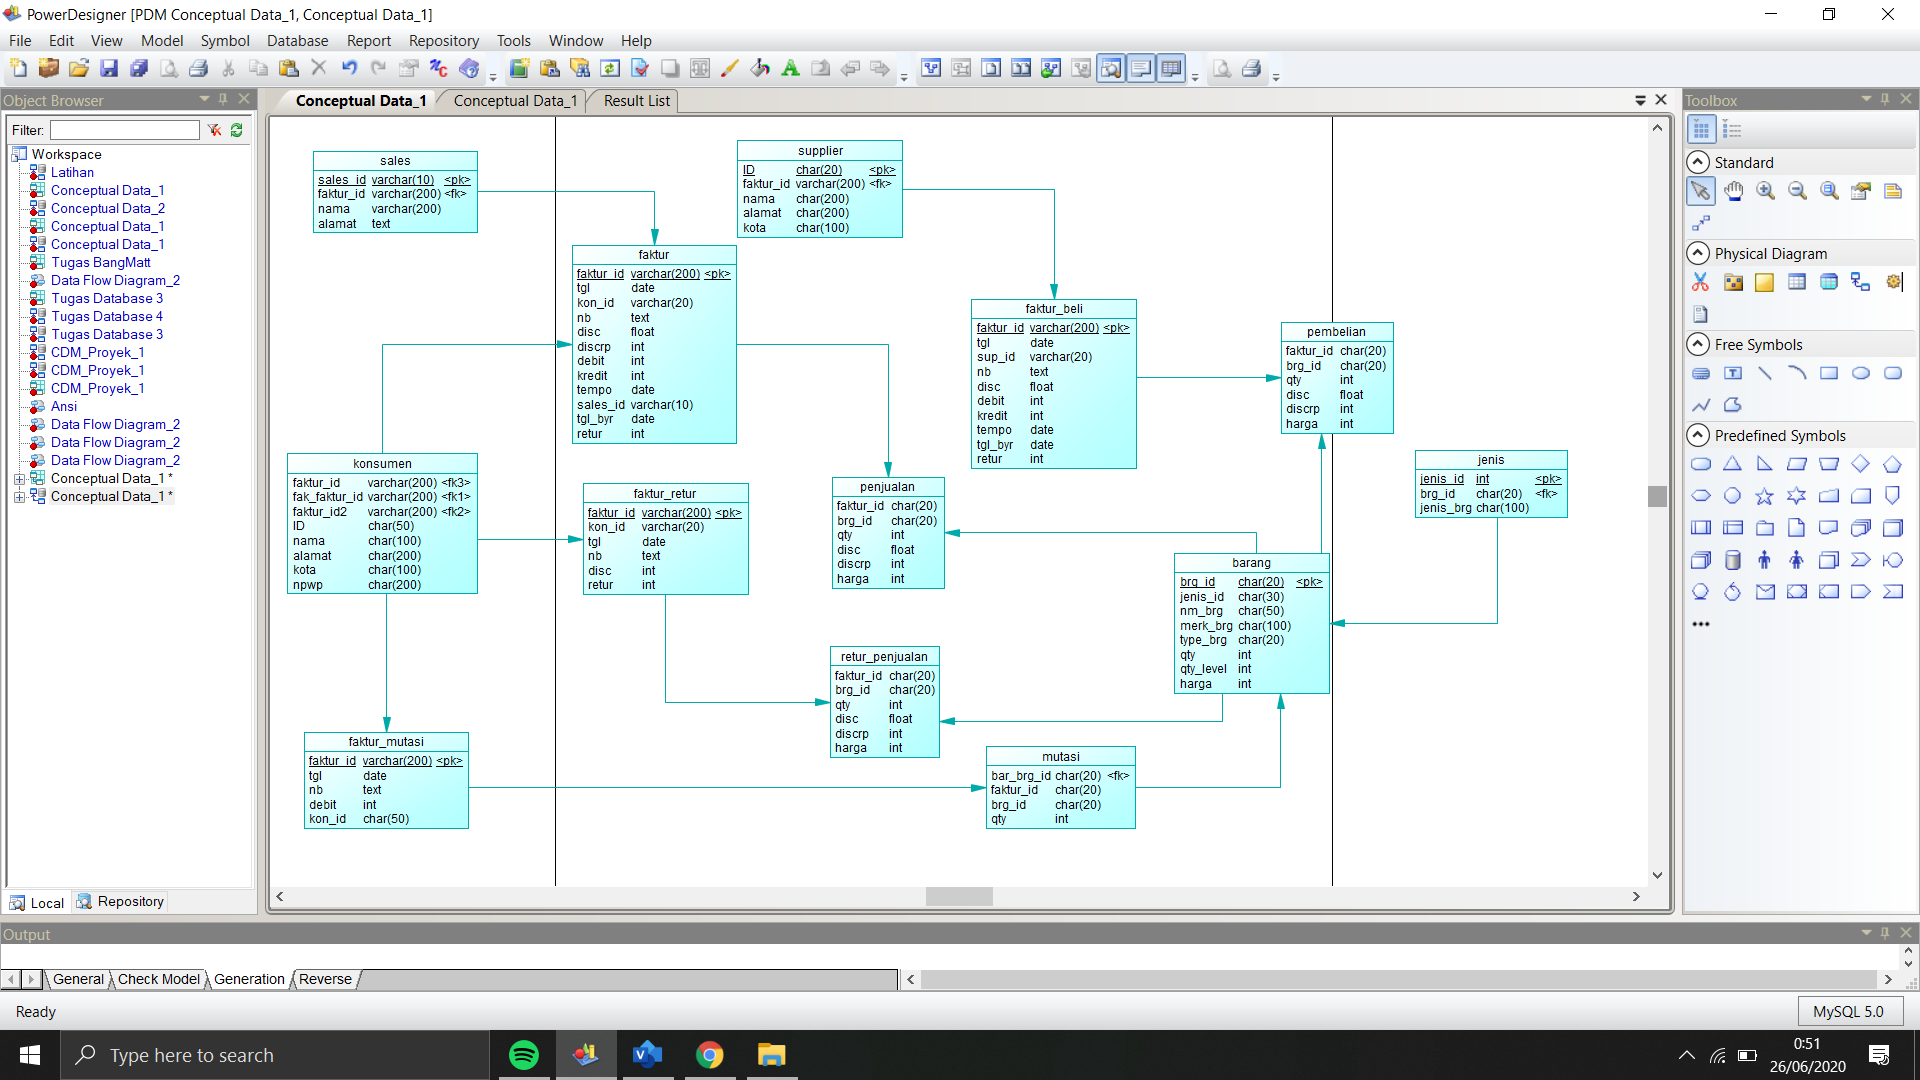 PowerDesigner [PDM Conceptual Data_1, Conceptual Data_1]
File Edit View Model Symbol Database Report Repository Tools Window Help
Object Browser
Filter:
Workspace
Latihan
Conceptual Data_1
Conceptual Data_2
Conceptual Data_1
Conceptual Data_1
Tugas BangMatt
Data Flow Diagram_2
Tugas Database 3
Tugas Database 4
Tugas Database 3
CDM_Proyek_1
CDM_Proyek_1
CDM_Proyek_1
Ansi
Data Flow Diagram_2
Data Flow Diagram_2
Data Flow Diagram_2
Conceptual Data_1 *
Conceptual Data_1 *
Local Repository
Conceptual Data_1 Conceptual Data_1 Result List
sales
sales_id varchar(10) <pk>
faktur_id varchar(200) <fk>
nama varchar(200)
alamat text
supplier
ID char(20) <pk>
faktur_id varchar(200) <fk>
nama char(200)
alamat char(200)
kota char(100)
faktur
faktur_id varchar(200) <pk>
tgl date
kon_id varchar(20)
nb text
disc float
discrp int
debit int
kredit int
tempo date
sales_id varchar(10)
tgl_byr date
retur int
faktur_beli
faktur_id varchar(200) <pk>
tgl date
sup_id varchar(20)
nb text
disc float
debit int
kredit int
tempo date
tgl_byr date
retur int
pembelian
faktur_id char(20)
brg_id char(20)
qty int
disc float
discrp int
harga int
konsumen
faktur_id varchar(200) <fk3>
fak_faktur_id varchar(200) <fk1>
faktur_id2 varchar(200) <fk2>
ID char(50)
nama char(100)
alamat char(200)
kota char(100)
npwp char(200)
faktur_retur
faktur_id varchar(200) <pk>
kon_id varchar(20)
tgl date
nb text
disc int
retur int
penjualan
faktur_id char(20)
brg_id char(20)
qty int
disc float
discrp int
harga int
jenis
jenis_id int <pk>
brg_id char(20) <fk>
jenis_brg char(100)
barang
brg_id char(20) <pk>
jenis_id char(30)
nm_brg char(50)
merk_brg char(100)
type_brg char(20)
qty int
qty_level int
harga int
retur_penjualan
faktur_id char(20)
brg_id char(20)
qty int
disc float
discrp int
harga int
faktur_mutasi
faktur_id varchar(200) <pk>
tgl date
nb text
debit int
kon_id char(50)
mutasi
bar_brg_id char(20) <fk>
faktur_id char(20)
brg_id char(20)
qty int
Toolbox
Standard
Physical Diagram
Free Symbols
Predefined Symbols
Output
General Check Model Generation Reverse
Ready
MySQL 5.0
Type here to search
0:51
26/06/2020